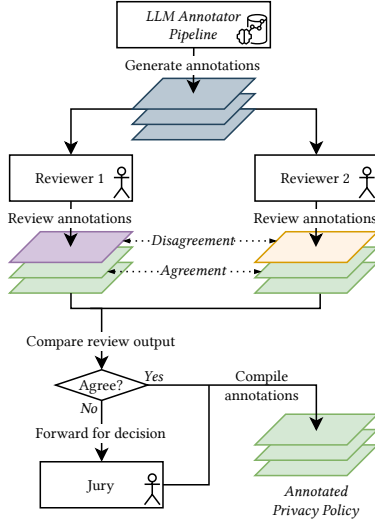 LLM Annotator
Pipeline
Generate annotations
Reviewer 1
Reviewer 2
Review annotations
Review annotations
Disagreement
Agreement
Compare review output
Agree?
Yes
No
Compile
annotations
Forward for decision
Jury
Annotated
Privacy Policy